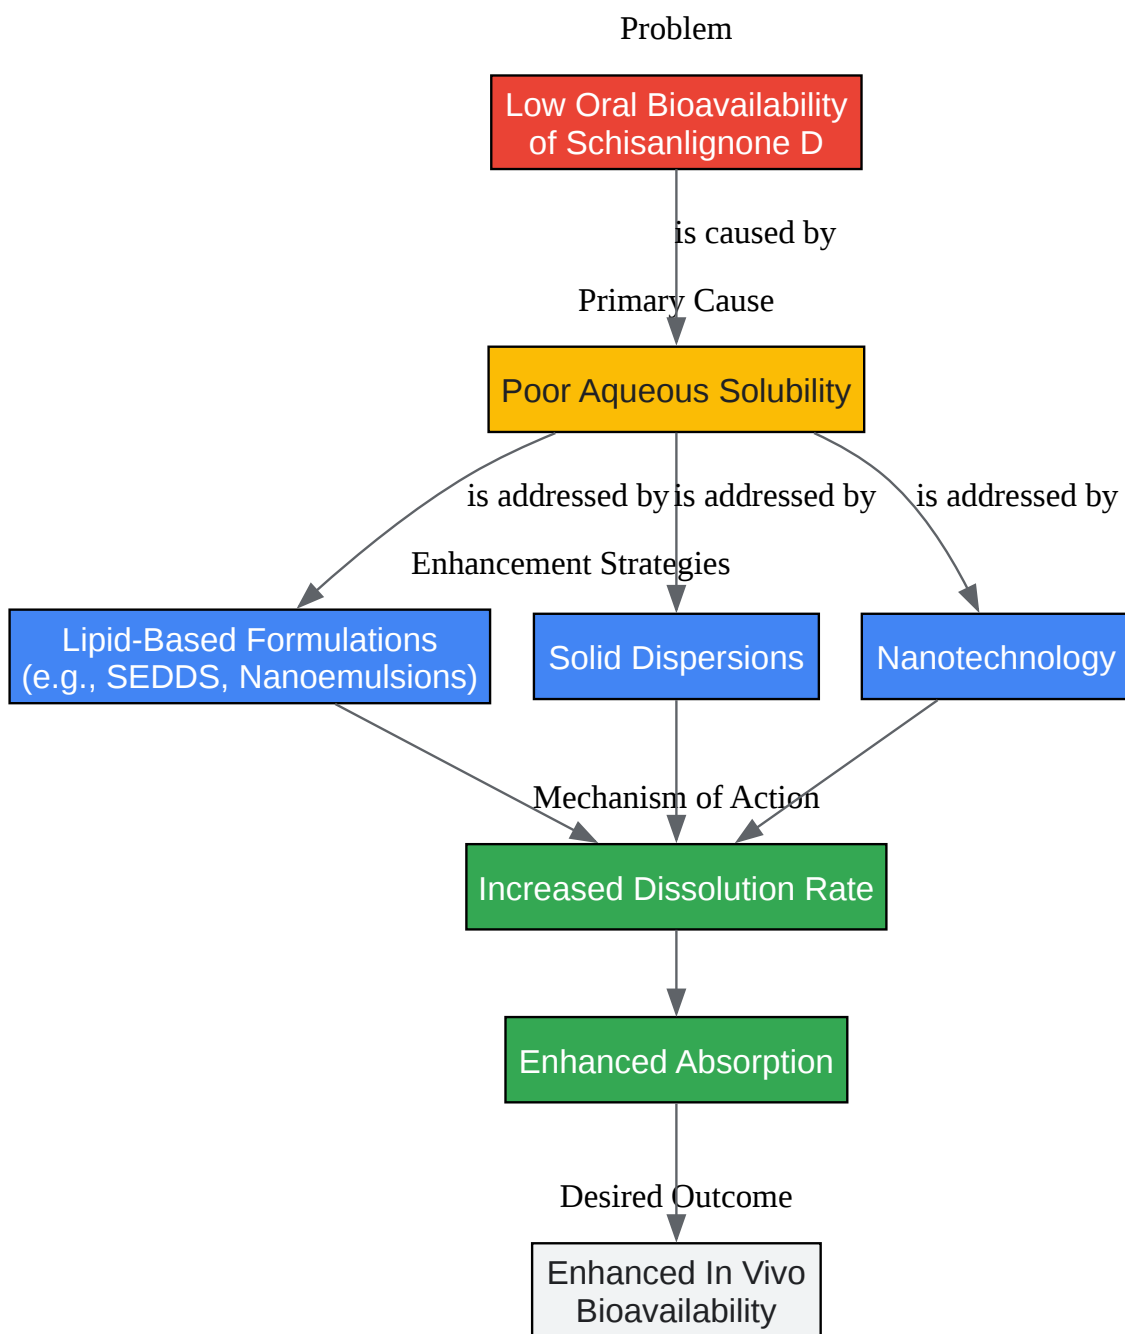 Problem
Low Oral Bioavailability
of Schisanlignone D
is caused by
Primary Cause
Poor Aqueous Solubility
is addressed by
is addressed by
is addressed by
Enhancement Strategies
Lipid-Based Formulations
(e.g., SEDDS, Nanoemulsions)
Solid Dispersions
Nanotechnology
Mechanism of Action
Increased Dissolution Rate
Enhanced Absorption
Desired Outcome
Enhanced In Vivo
Bioavailability